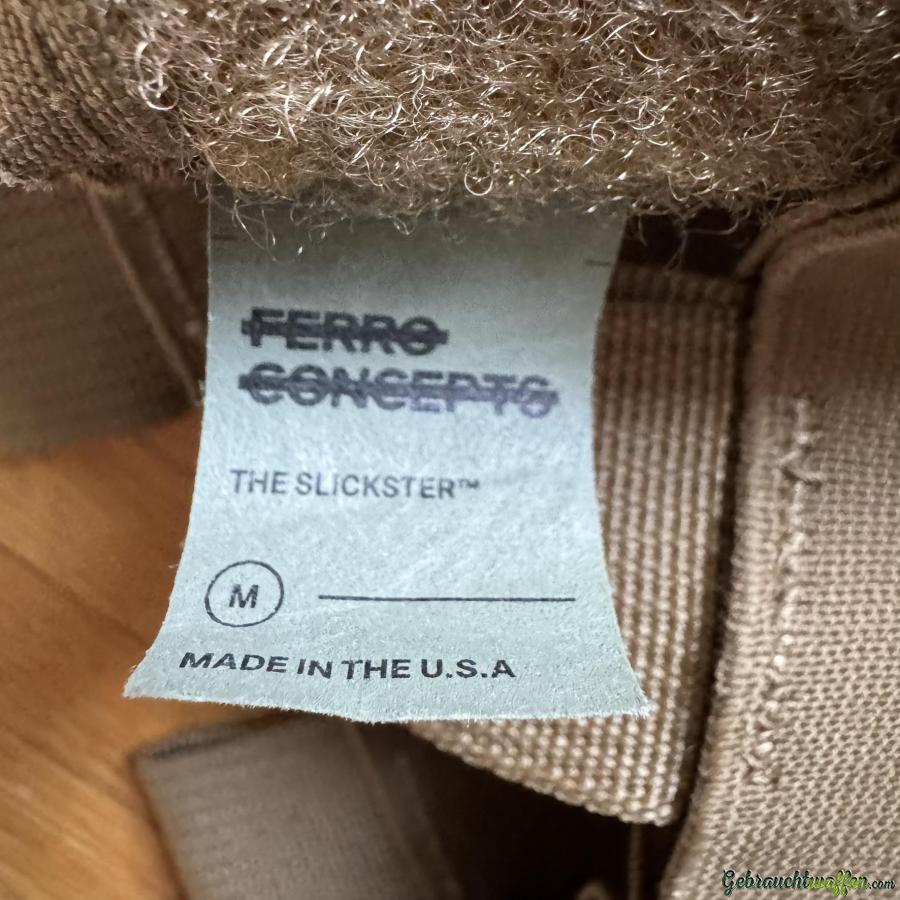 FERRO
CONCEPTS
THE SLICKSTER™
M
MADE IN THE U.S.A
Gebrauchtwaffen.com